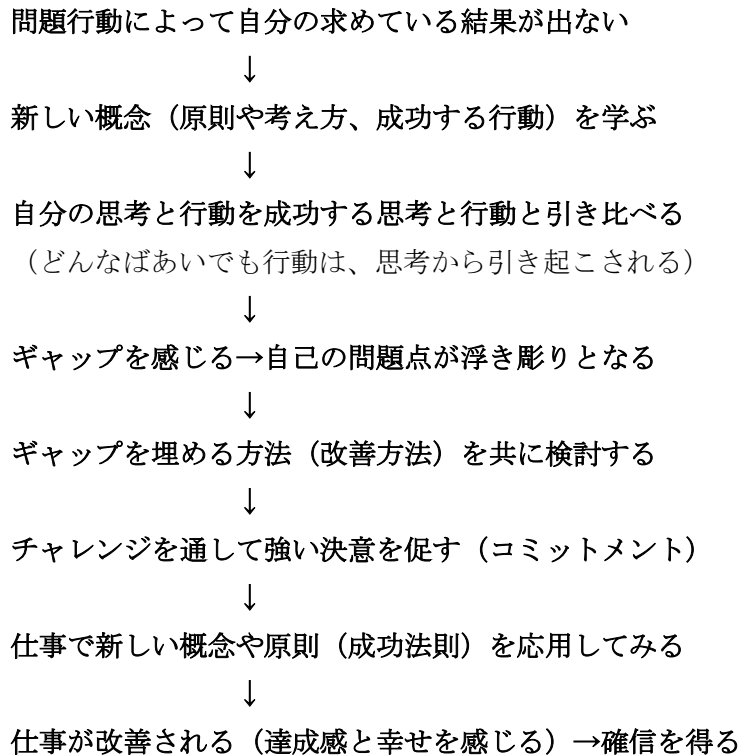 問題行動によって自分の求めている結果が出ない
↓
新しい概念（原則や考え方、成功する行動）を学ぶ
↓
自分の思考と行動を成功する思考と行動と引き比べる
（どんなばあいでも行動は、思考から引き起こされる）
↓
ギャップを感じる→自己の問題点が浮き彫りとなる
↓
ギャップを埋める方法（改善方法）を共に検討する
↓
チャレンジを通して強い決意を促す（コミットメント）
↓
仕事で新しい概念や原則（成功法則）を応用してみる
↓
仕事が改善される（達成感と幸せを感じる）→確信を得る